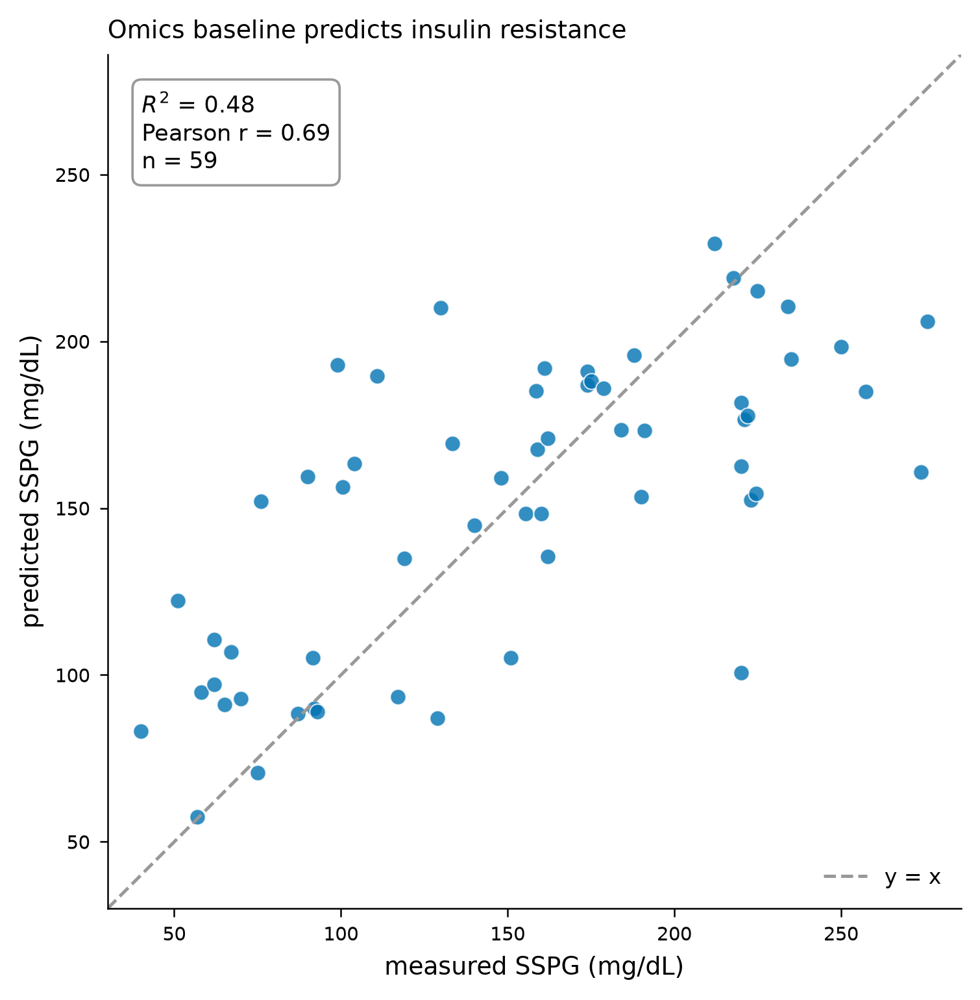 Omics baseline predicts insulin resistance
R² = 0.48
Pearson r = 0.69
n = 59
250
200
150
100
50
predicted SSPG (mg/dL)
y = x
50 100 150 200 250
measured SSPG (mg/dL)